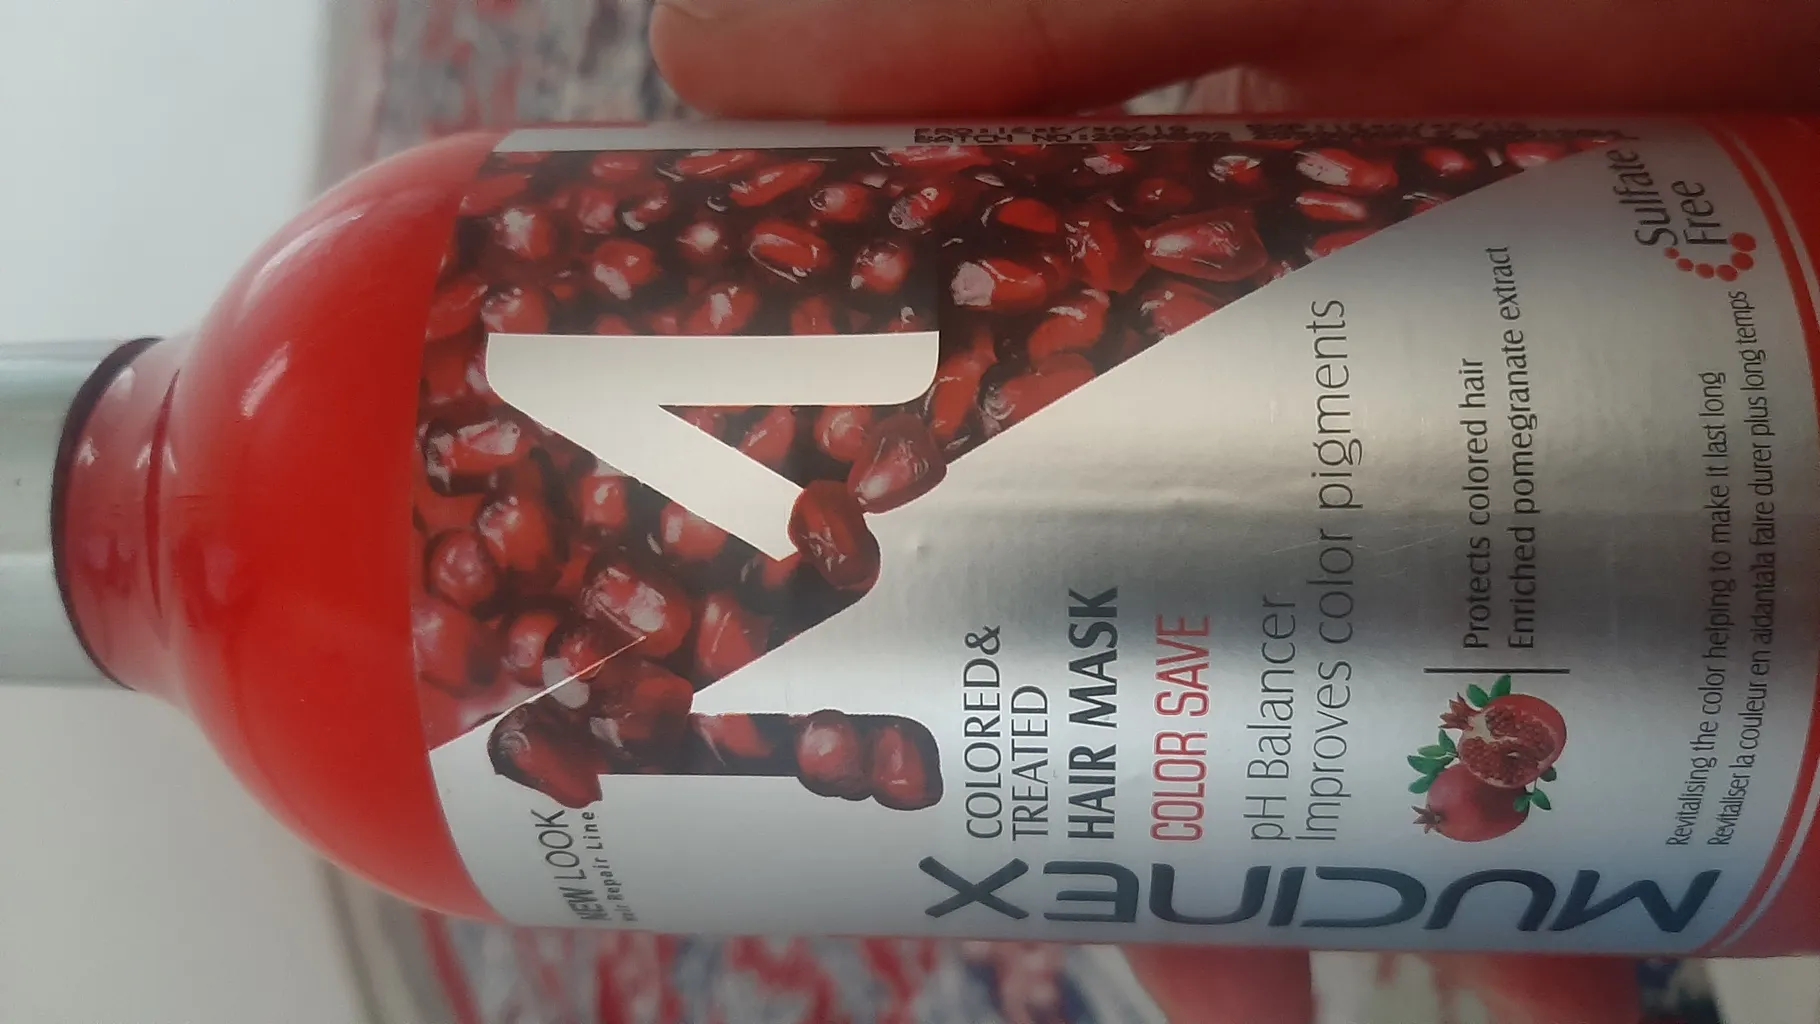 NEW LOOK
Hair Repair Line
M
COLORED&
TREATED
HAIR MASK
COLOR SAVE
pH Balancer
Improves color pigments
Protects colored hair
Enriched pomegranate extract
Sulfate
Free
Revitalising the color helping to make it last long
Revitaliser la couleur en aidantala faire durer plus long temps
BATCH NO: